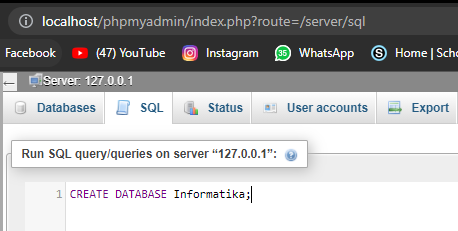 localhost/phpmyadmin/index.php?route=/server/sql
Facebook (47) YouTube Instagram 35 WhatsApp S Home | Scho
Server: 127.0.0.1
Databases SQL Status User accounts Export
Run SQL query/queries on server “127.0.0.1”:
1 CREATE DATABASE Informatika;